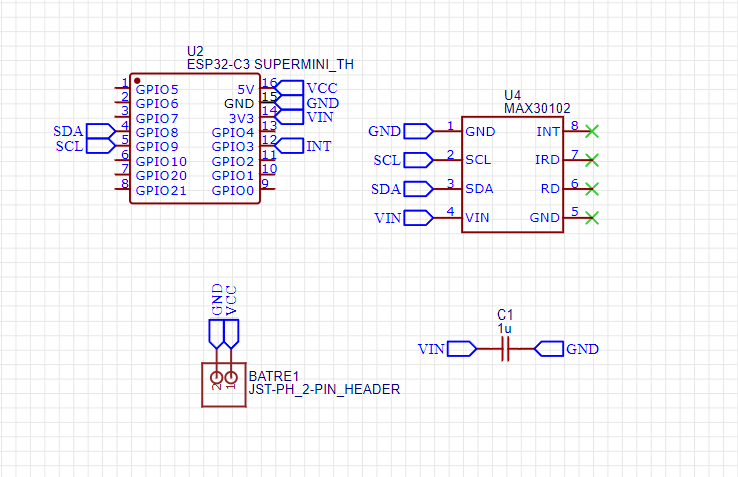 U2
ESP32-C3 SUPERMINI_TH
1 GPIO5 5V 16 VCC
2 GPIO6 GND 15 GND
3 GPIO7 3V3 14 VIN
SDA 4 GPIO8 GPIO4 13
SCL 5 GPIO9 GPIO3 12 INT
6 GPIO10 GPIO2 11
7 GPIO20 GPIO1 10
8 GPIO21 GPIO0 9
U4
MAX30102
GND 1 GND INT 8
SCL 2 SCL IRD 7
SDA 3 SDA RD 6
VIN 4 VIN GND 5
GND VCC
2 1
BATRE1
JST-PH_2-PIN_HEADER
C1
1u
VIN GND